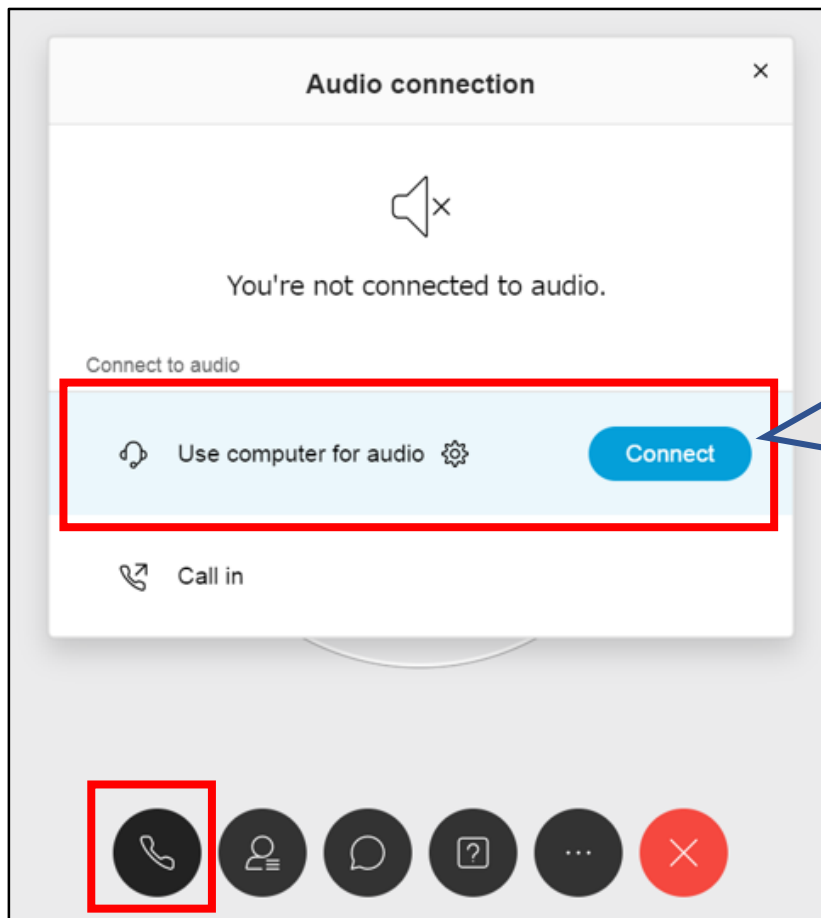 Audio connection
You're not connected to audio.
Connect to audio
Use computer for audio
Connect
Call in
?